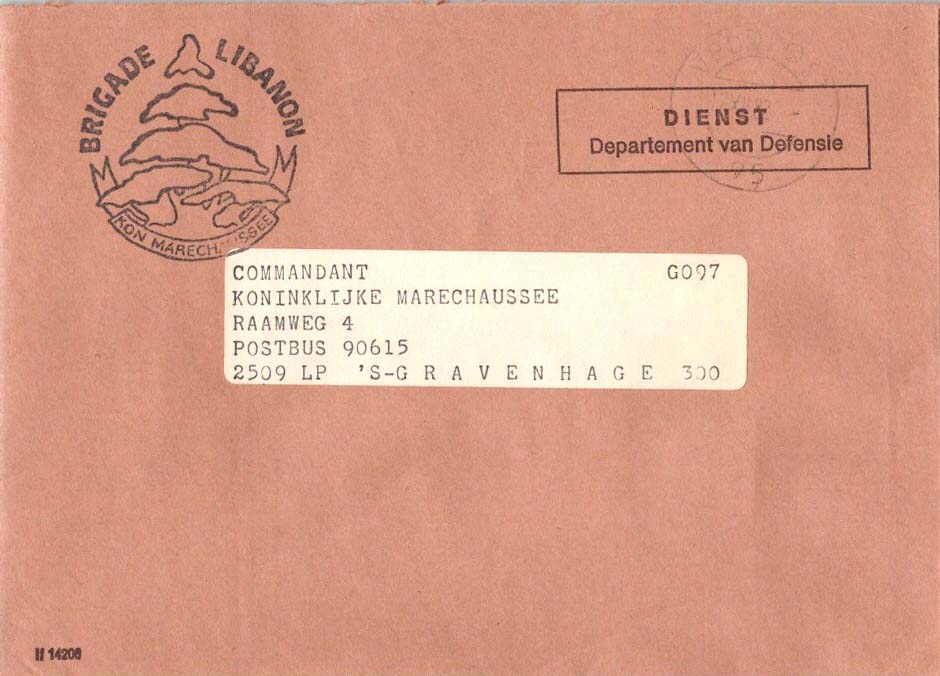 BRIGADE LIBANON
KON MARECHAUSSEE
DIENST
Departement van Defensie
95
COMMANDANT G097
KONINKLIJKE MARECHAUSSEE
RAAMWEG 4
POSTBUS 90615
2509 LP 'S-G R A V E N H A G E 300
H 14206